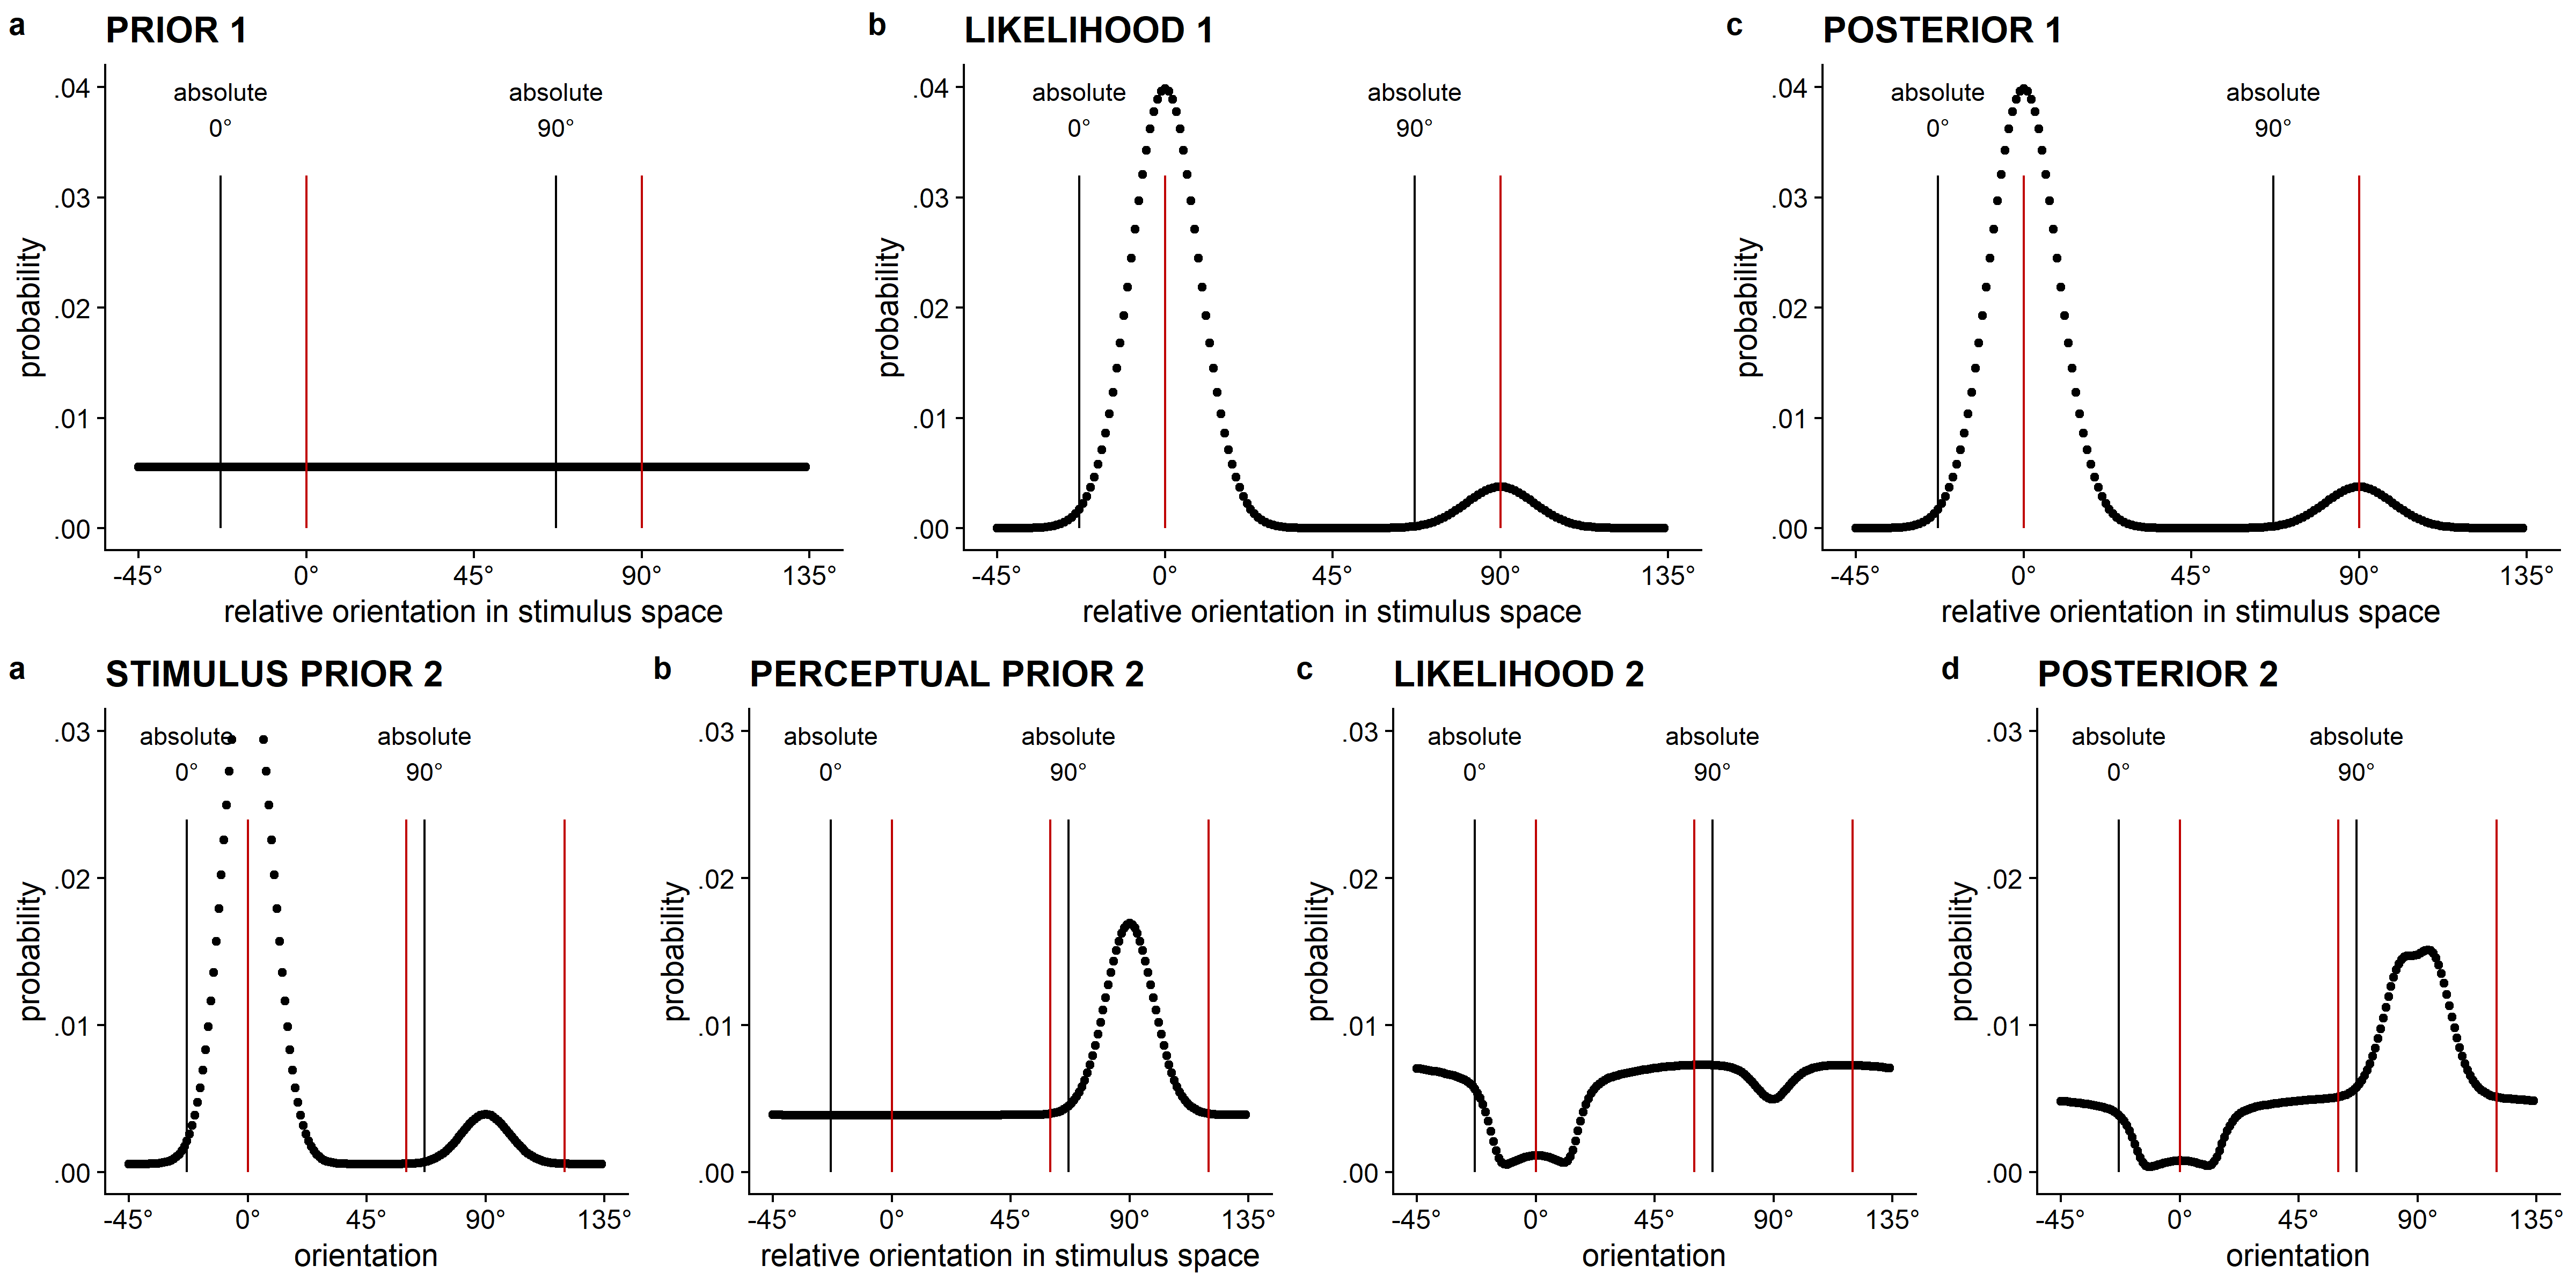 a PRIOR 1
absolute absolute
0° 90°
.04
.03
.02
.01
.00
probability
-45° 0° 45° 90° 135°
relative orientation in stimulus space
b LIKELIHOOD 1
absolute absolute
0° 90°
.04
.03
.02
.01
.00
probability
-45° 0° 45° 90° 135°
relative orientation in stimulus space
c POSTERIOR 1
absolute absolute
0° 90°
.04
.03
.02
.01
.00
probability
-45° 0° 45° 90° 135°
relative orientation in stimulus space
a STIMULUS PRIOR 2
absolute absolute
0° 90°
.03
.02
.01
.00
probability
-45° 0° 45° 90° 135°
orientation
b PERCEPTUAL PRIOR 2
absolute absolute
0° 90°
.03
.02
.01
.00
probability
-45° 0° 45° 90° 135°
relative orientation in stimulus space
c LIKELIHOOD 2
absolute absolute
0° 90°
.03
.02
.01
.00
probability
-45° 0° 45° 90° 135°
orientation
d POSTERIOR 2
absolute absolute
0° 90°
.03
.02
.01
.00
probability
-45° 0° 45° 90° 135°
orientation